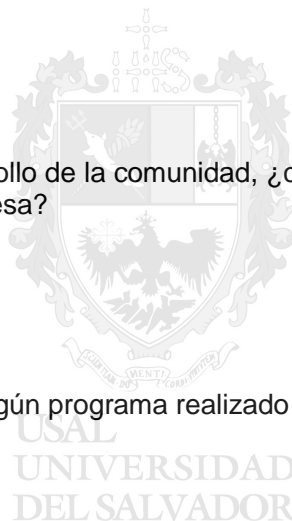 ollo de la comunidad, ¿
esa?
gún programa realizado
USAL
UNIVERSIDAD
DEL SALVADOR